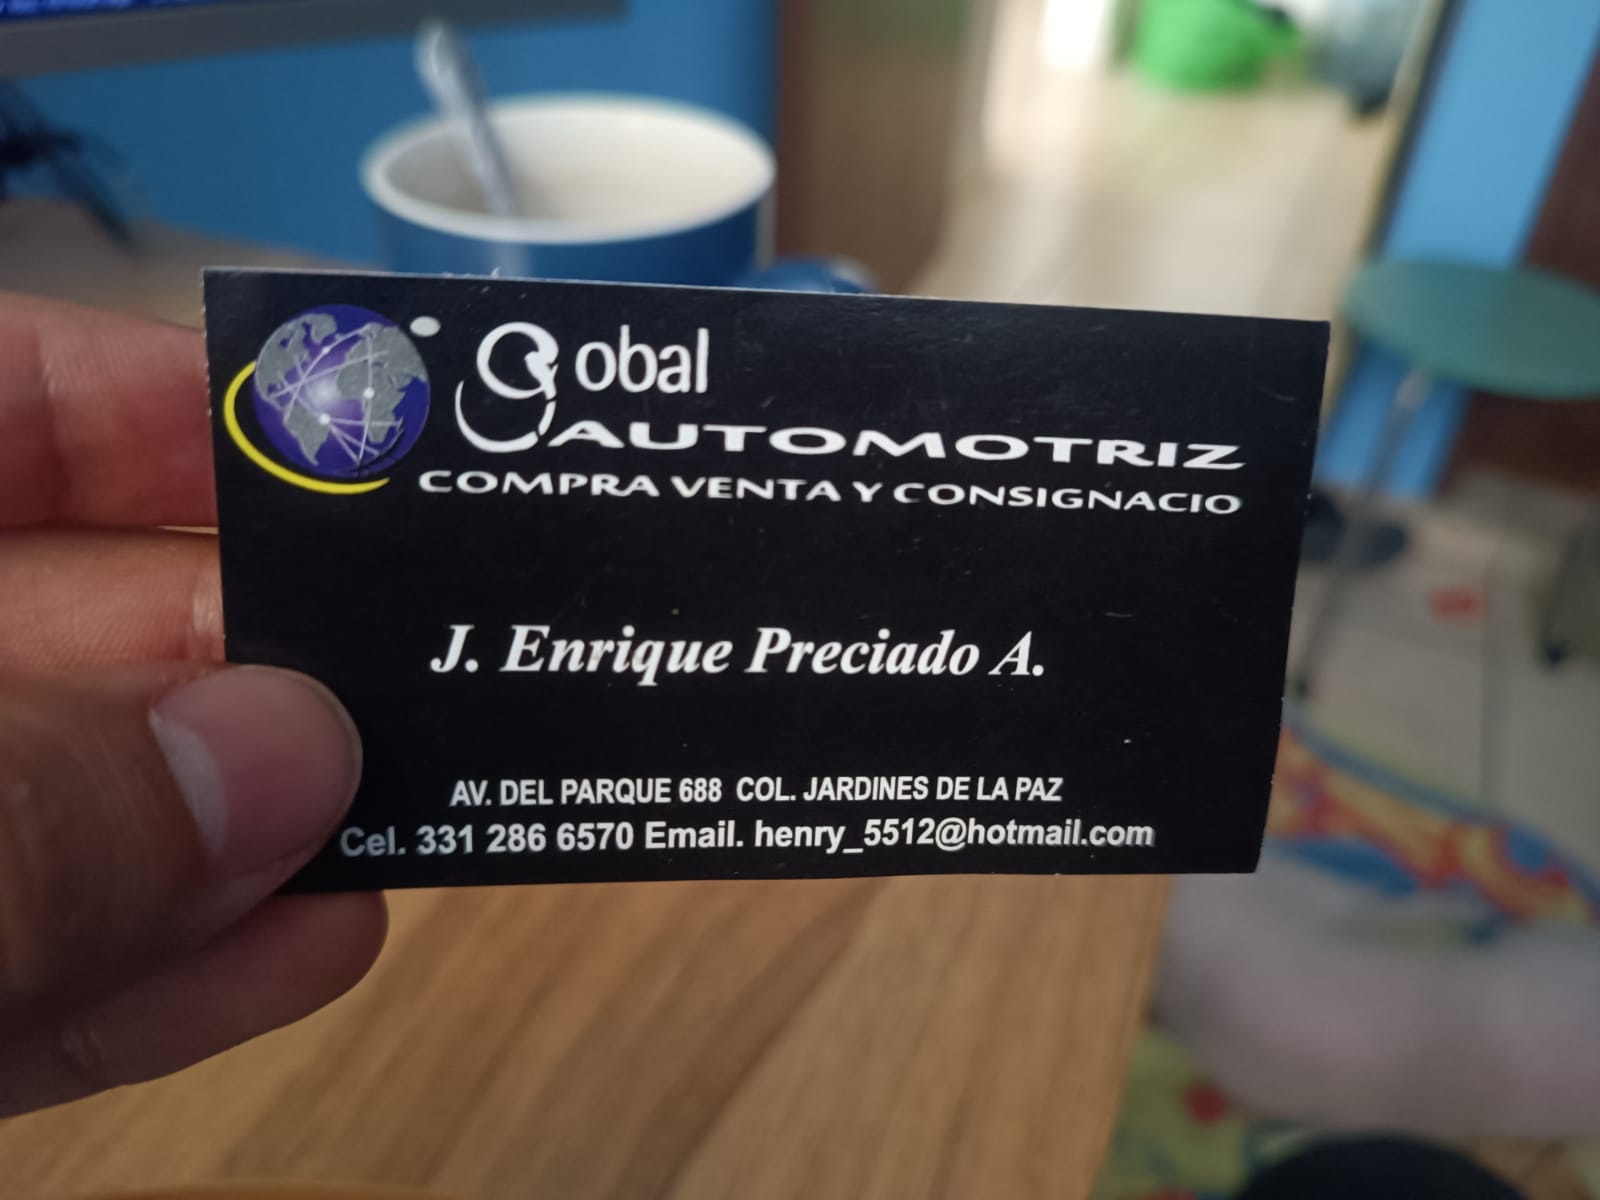 Gobal
AUTOMOTRIZ
COMPRA VENTA Y CONSIGNACIO
J. Enrique Preciado A.
AV. DEL PARQUE 688 COL. JARDINES DE LA PAZ
Cel. 331 286 6570 Email. henry_5512@hotmail.com